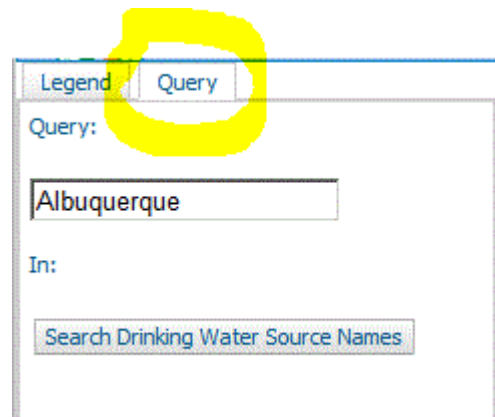 Legend Query
Query:
Albuquerque
In:
Search Drinking Water Source Names